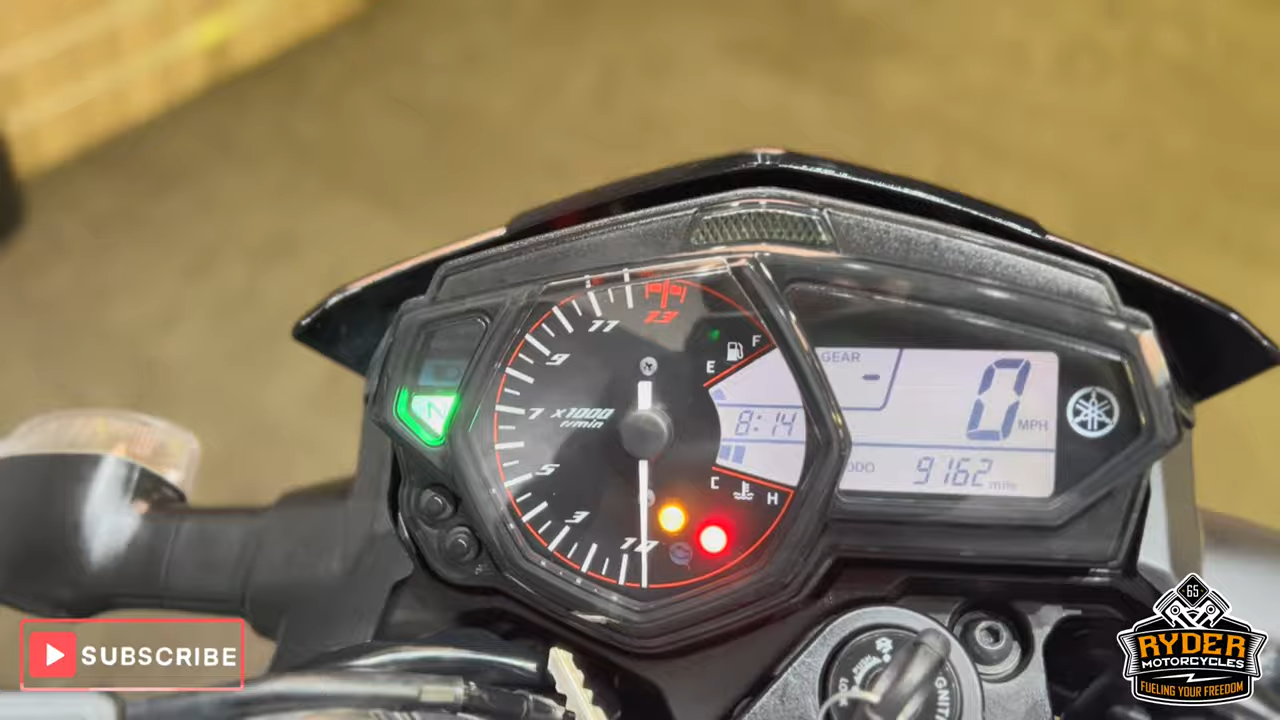 13
11
9
7
x1000
r/min
5
3
1
0
F
E
C
H
N
8:14
GEAR
-
0
MPH
ODO
9162
mile
SUBSCRIBE
65
RYDER
MOTORCYCLES
FUELING YOUR FREEDOM